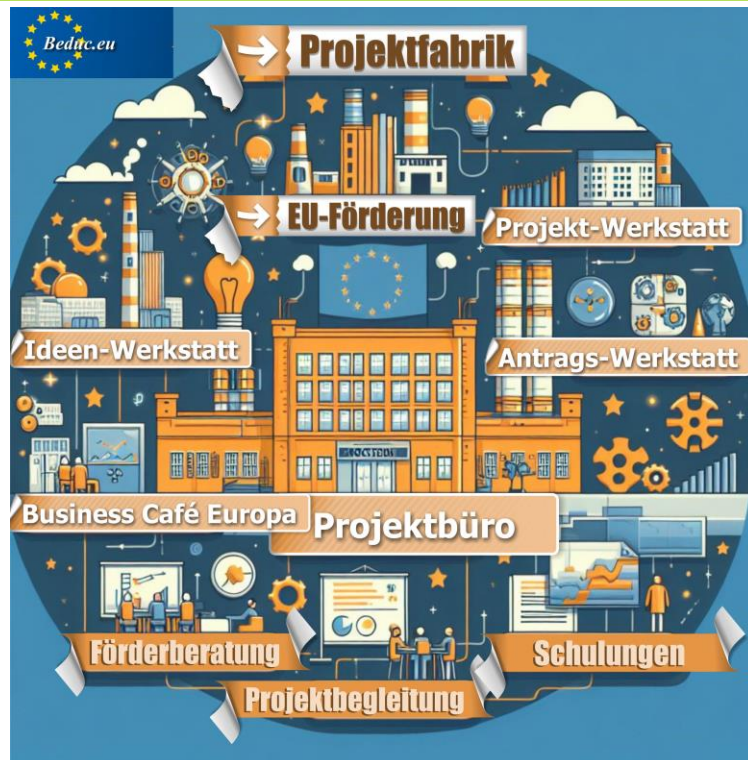 Beduc.eu
Projektfabrik
EU-Förderung
Projekt-Werkstatt
Ideen-Werkstatt
Antrags-Werkstatt
Business Café Europa
Projektbüro
Förderberatung
Schulungen
Projektbegleitung